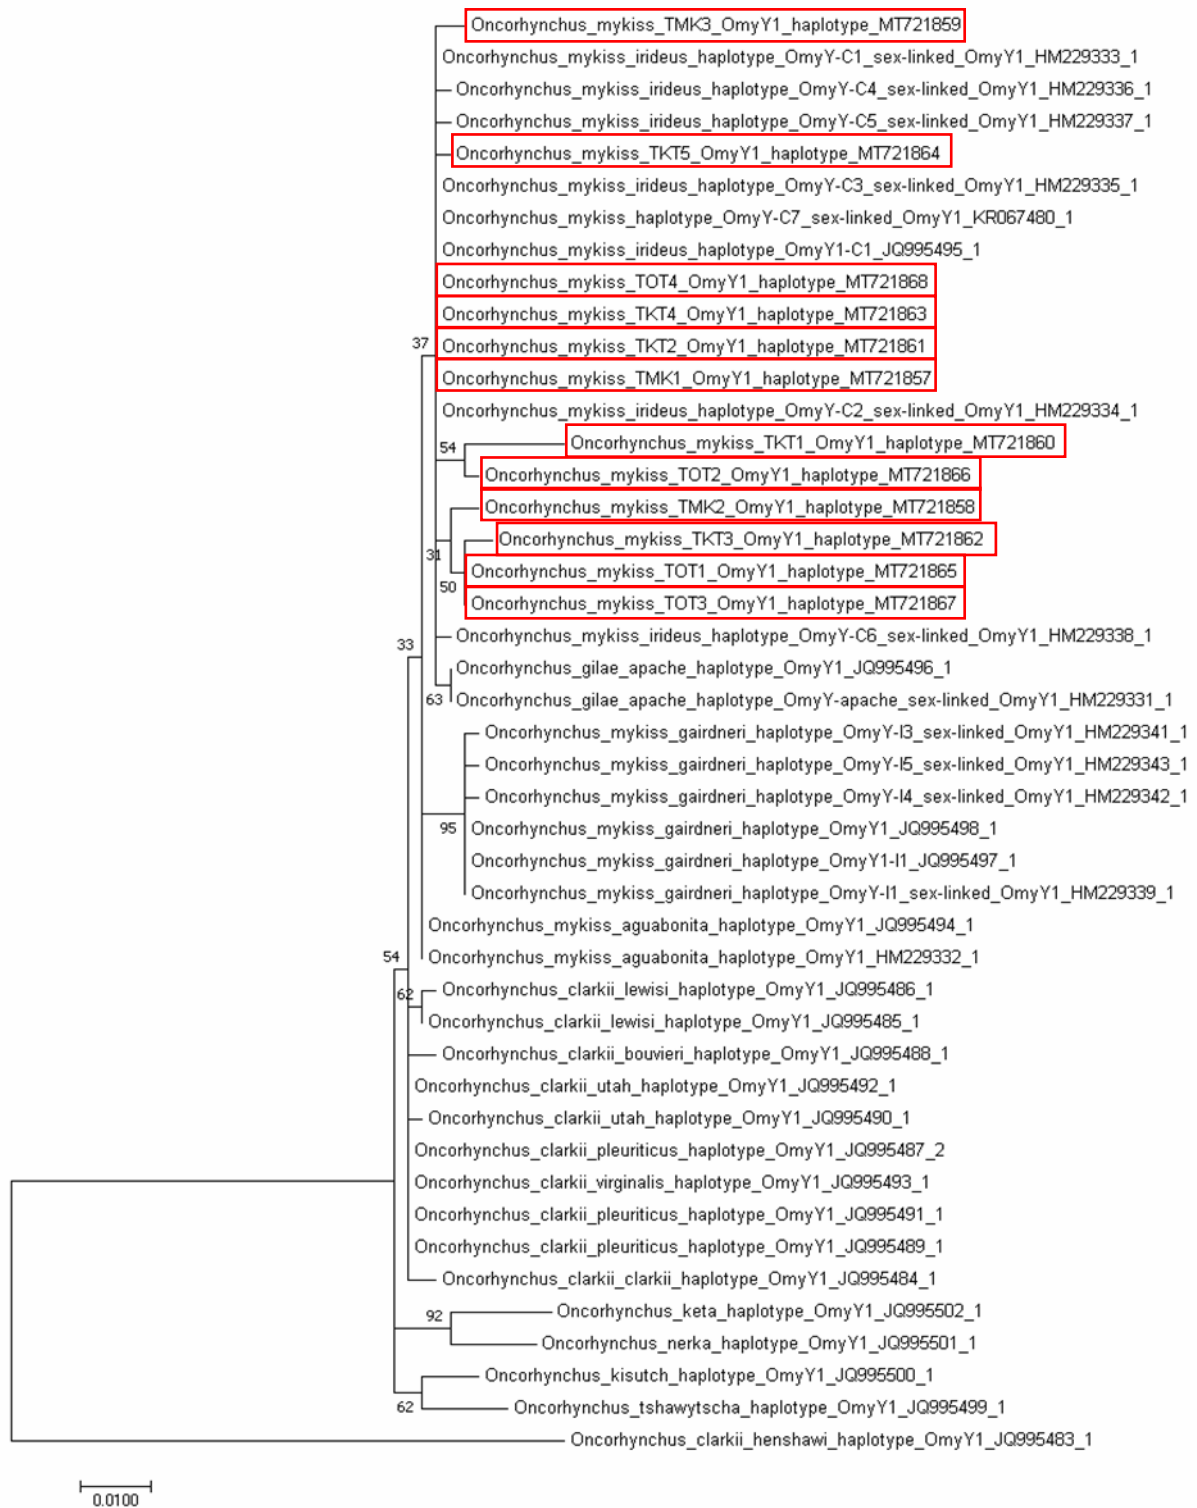 Oncorhynchus_mykiss_TMK3_OmyY1_haplotype_MT721859
Oncorhynchus_mykiss_irideus_haplotype_OmyY-C1_sex-linked_OmyY1_HM229333_1
Oncorhynchus_mykiss_irideus_haplotype_OmyY-C4_sex-linked_OmyY1_HM229336_1
Oncorhynchus_mykiss_irideus_haplotype_OmyY-C5_sex-linked_OmyY1_HM229337_1
Oncorhynchus_mykiss_TKT5_OmyY1_haplotype_MT721864
Oncorhynchus_mykiss_irideus_haplotype_OmyY-C3_sex-linked_OmyY1_HM229335_1
Oncorhynchus_mykiss_haplotype_OmyY-C7_sex-linked_OmyY1_KR067480_1
Oncorhynchus_mykiss_irideus_haplotype_OmyY1-C1_JQ995495_1
Oncorhynchus_mykiss_TOT4_OmyY1_haplotype_MT721868
Oncorhynchus_mykiss_TKT4_OmyY1_haplotype_MT721863
37
Oncorhynchus_mykiss_TKT2_OmyY1_haplotype_MT721861
Oncorhynchus_mykiss_TMK1_OmyY1_haplotype_MT721857
Oncorhynchus_mykiss_irideus_haplotype_OmyY-C2_sex-linked_OmyY1_HM229334_1
54
Oncorhynchus_mykiss_TKT1_OmyY1_haplotype_MT721860
Oncorhynchus_mykiss_TOT2_OmyY1_haplotype_MT721866
Oncorhynchus_mykiss_TMK2_OmyY1_haplotype_MT721858
Oncorhynchus_mykiss_TKT3_OmyY1_haplotype_MT721862
31
Oncorhynchus_mykiss_TOT1_OmyY1_haplotype_MT721865
50
Oncorhynchus_mykiss_TOT3_OmyY1_haplotype_MT721867
Oncorhynchus_mykiss_irideus_haplotype_OmyY-C6_sex-linked_OmyY1_HM229338_1
33
Oncorhynchus_gilae_apache_haplotype_OmyY1_JQ995496_1
63
Oncorhynchus_gilae_apache_haplotype_OmyY-apache_sex-linked_OmyY1_HM229331_1
Oncorhynchus_mykiss_gairdneri_haplotype_OmyY-I3_sex-linked_OmyY1_HM229341_1
Oncorhynchus_mykiss_gairdneri_haplotype_OmyY-I5_sex-linked_OmyY1_HM229343_1
Oncorhynchus_mykiss_gairdneri_haplotype_OmyY-I4_sex-linked_OmyY1_HM229342_1
95
Oncorhynchus_mykiss_gairdneri_haplotype_OmyY1_JQ995498_1
Oncorhynchus_mykiss_gairdneri_haplotype_OmyY1-I1_JQ995497_1
Oncorhynchus_mykiss_gairdneri_haplotype_OmyY-I1_sex-linked_OmyY1_HM229339_1
Oncorhynchus_mykiss_aguabonita_haplotype_OmyY1_JQ995494_1
54
Oncorhynchus_mykiss_aguabonita_haplotype_OmyY1_HM229332_1
62
Oncorhynchus_clarkii_lewisi_haplotype_OmyY1_JQ995486_1
Oncorhynchus_clarkii_lewisi_haplotype_OmyY1_JQ995485_1
Oncorhynchus_clarkii_bouvieri_haplotype_OmyY1_JQ995488_1
Oncorhynchus_clarkii_utah_haplotype_OmyY1_JQ995492_1
Oncorhynchus_clarkii_utah_haplotype_OmyY1_JQ995490_1
Oncorhynchus_clarkii_pleuriticus_haplotype_OmyY1_JQ995487_2
Oncorhynchus_clarkii_virginalis_haplotype_OmyY1_JQ995493_1
Oncorhynchus_clarkii_pleuriticus_haplotype_OmyY1_JQ995491_1
Oncorhynchus_clarkii_pleuriticus_haplotype_OmyY1_JQ995489_1
Oncorhynchus_clarkii_clarkii_haplotype_OmyY1_JQ995484_1
92
Oncorhynchus_keta_haplotype_OmyY1_JQ995502_1
Oncorhynchus_nerka_haplotype_OmyY1_JQ995501_1
Oncorhynchus_kisutch_haplotype_OmyY1_JQ995500_1
62
Oncorhynchus_tshawytscha_haplotype_OmyY1_JQ995499_1
Oncorhynchus_clarkii_henshawi_haplotype_OmyY1_JQ995483_1
0.0100